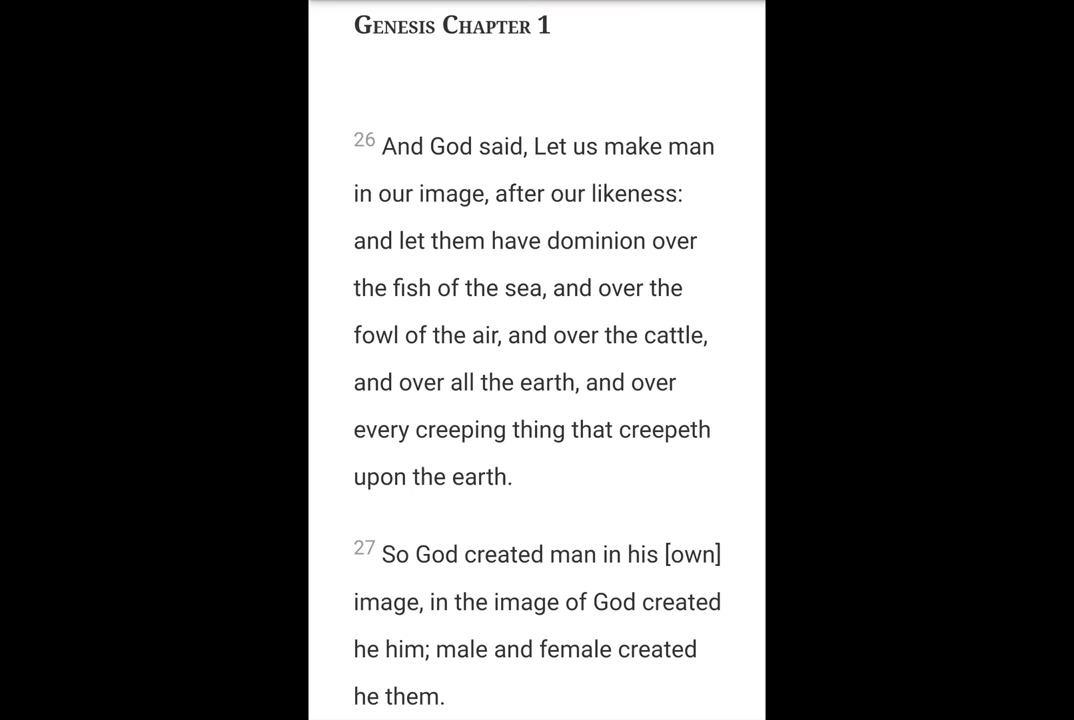 Genesis Chapter 1
26 And God said, Let us make man
in our image, after our likeness:
and let them have dominion over
the fish of the sea, and over the
fowl of the air, and over the cattle,
and over all the earth, and over
every creeping thing that creepeth
upon the earth.
27 So God created man in his [own]
image, in the image of God created
he him; male and female created
he them.